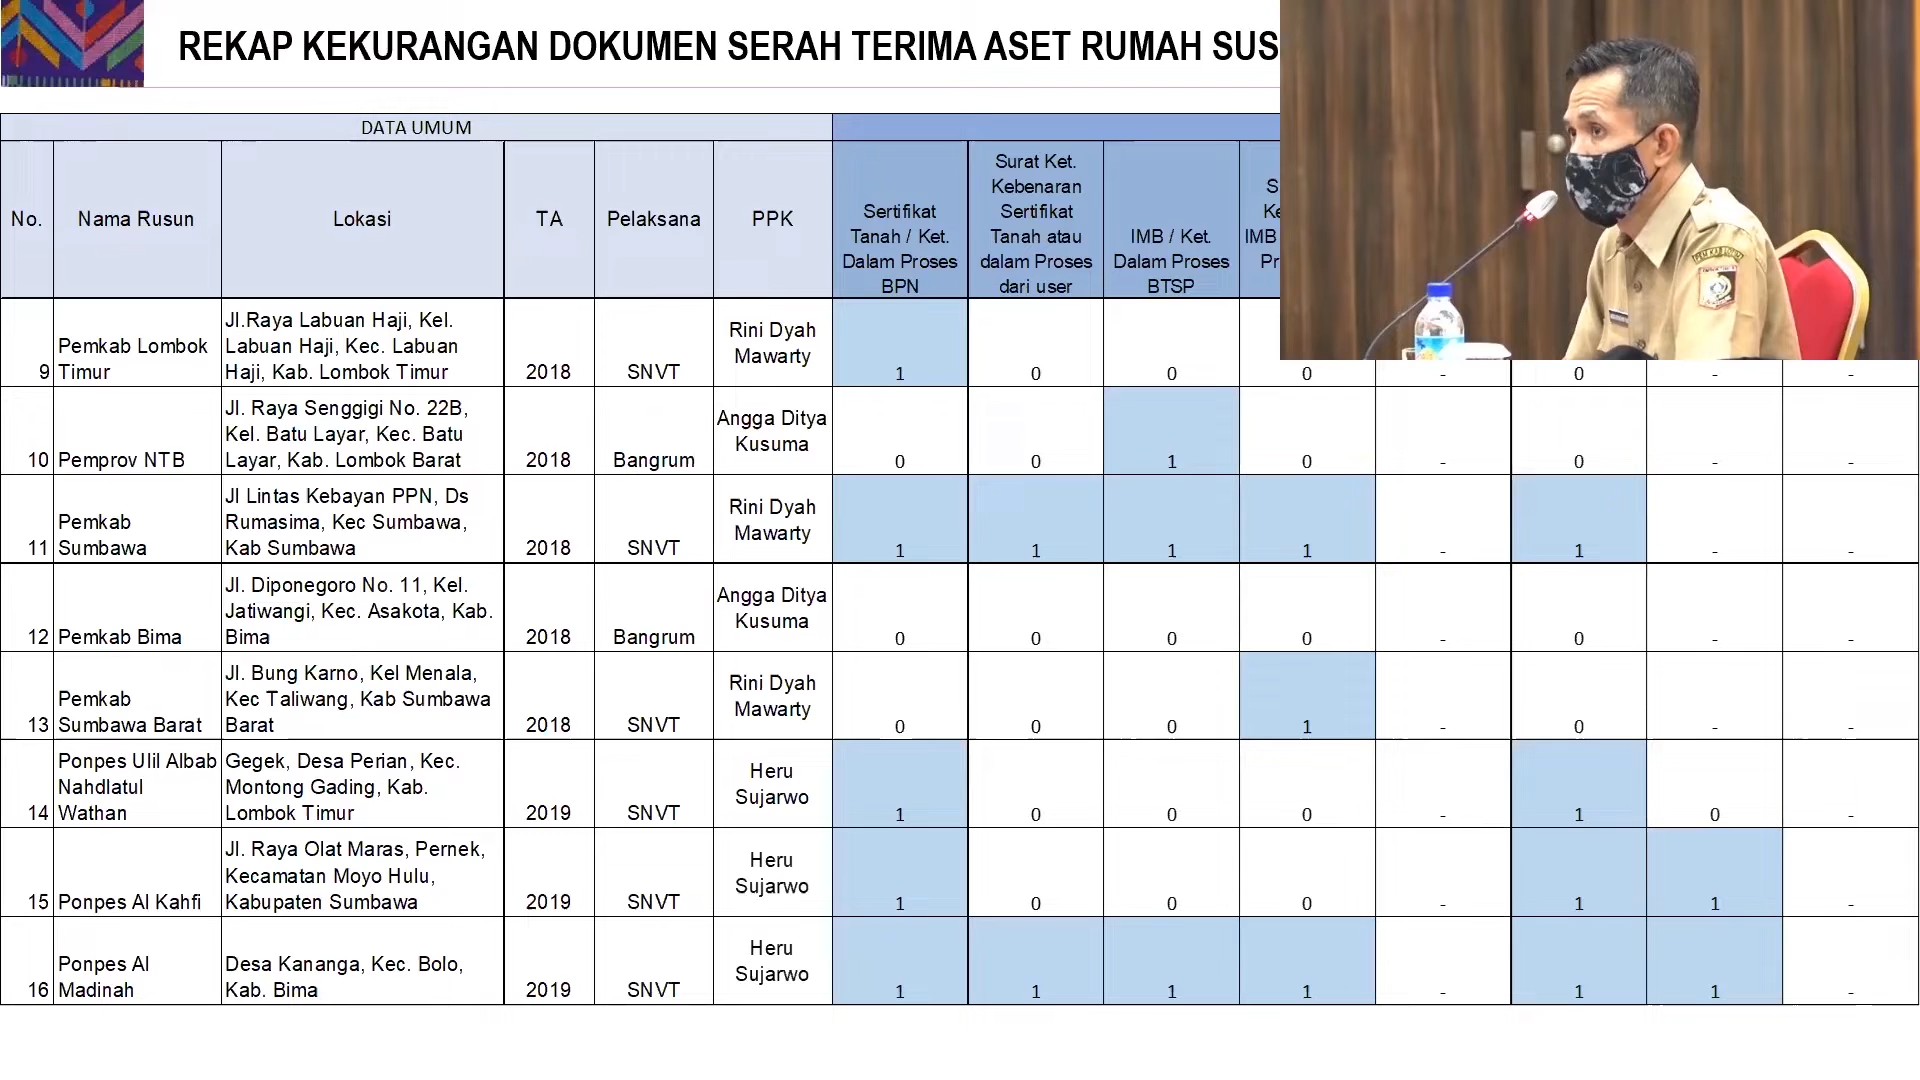 REKAP KEKURANGAN DOKUMEN SERAH TERIMA ASET RUMAH SUS
DATA UMUM
No. Nama Rusun Lokasi TA Pelaksana PPK
Sertifikat
Tanah / Ket.
Dalam Proses
BPN
Surat Ket.
Kebenaran
Sertifikat
Tanah atau
dalam Proses
dari user
IMB / Ket.
Dalam Proses
BTSP
S
Ke
IMB
Pr
9
Pemkab Lombok
Timur
Jl.Raya Labuan Haji, Kel.
Labuan Haji, Kec. Labuan
Haji, Kab. Lombok Timur
2018 SNVT
Rini Dyah
Mawarty
1 0 0 0 - 0 - -
10 Pemprov NTB
Jl. Raya Senggigi No. 22B,
Kel. Batu Layar, Kec. Batu
Layar, Kab. Lombok Barat
2018 Bangrum
Angga Ditya
Kusuma
0 0 1 0 - 0 - -
11
Pemkab
Sumbawa
Jl Lintas Kebayan PPN, Ds
Rumasima, Kec Sumbawa,
Kab Sumbawa
2018 SNVT
Rini Dyah
Mawarty
1 1 1 1 - 1 - -
12 Pemkab Bima
Jl. Diponegoro No. 11, Kel.
Jatiwangi, Kec. Asakota, Kab.
Bima
2018 Bangrum
Angga Ditya
Kusuma
0 0 0 0 - 0 - -
13
Pemkab
Sumbawa Barat
Jl. Bung Karno, Kel Menala,
Kec Taliwang, Kab Sumbawa
Barat
2018 SNVT
Rini Dyah
Mawarty
0 0 0 1 - 0 - -
14
Ponpes Ulil Albab
Nahdlatul
Wathan
Gegek, Desa Perian, Kec.
Montong Gading, Kab.
Lombok Timur
2019 SNVT
Heru
Sujarwo
1 0 0 0 - 1 0 -
15 Ponpes Al Kahfi
Jl. Raya Olat Maras, Pernek,
Kecamatan Moyo Hulu,
Kabupaten Sumbawa
2019 SNVT
Heru
Sujarwo
1 0 0 0 - 1 1 -
16
Ponpes Al
Madinah
Desa Kananga, Kec. Bolo,
Kab. Bima
2019 SNVT
Heru
Sujarwo
1 1 1 1 - 1 1 -